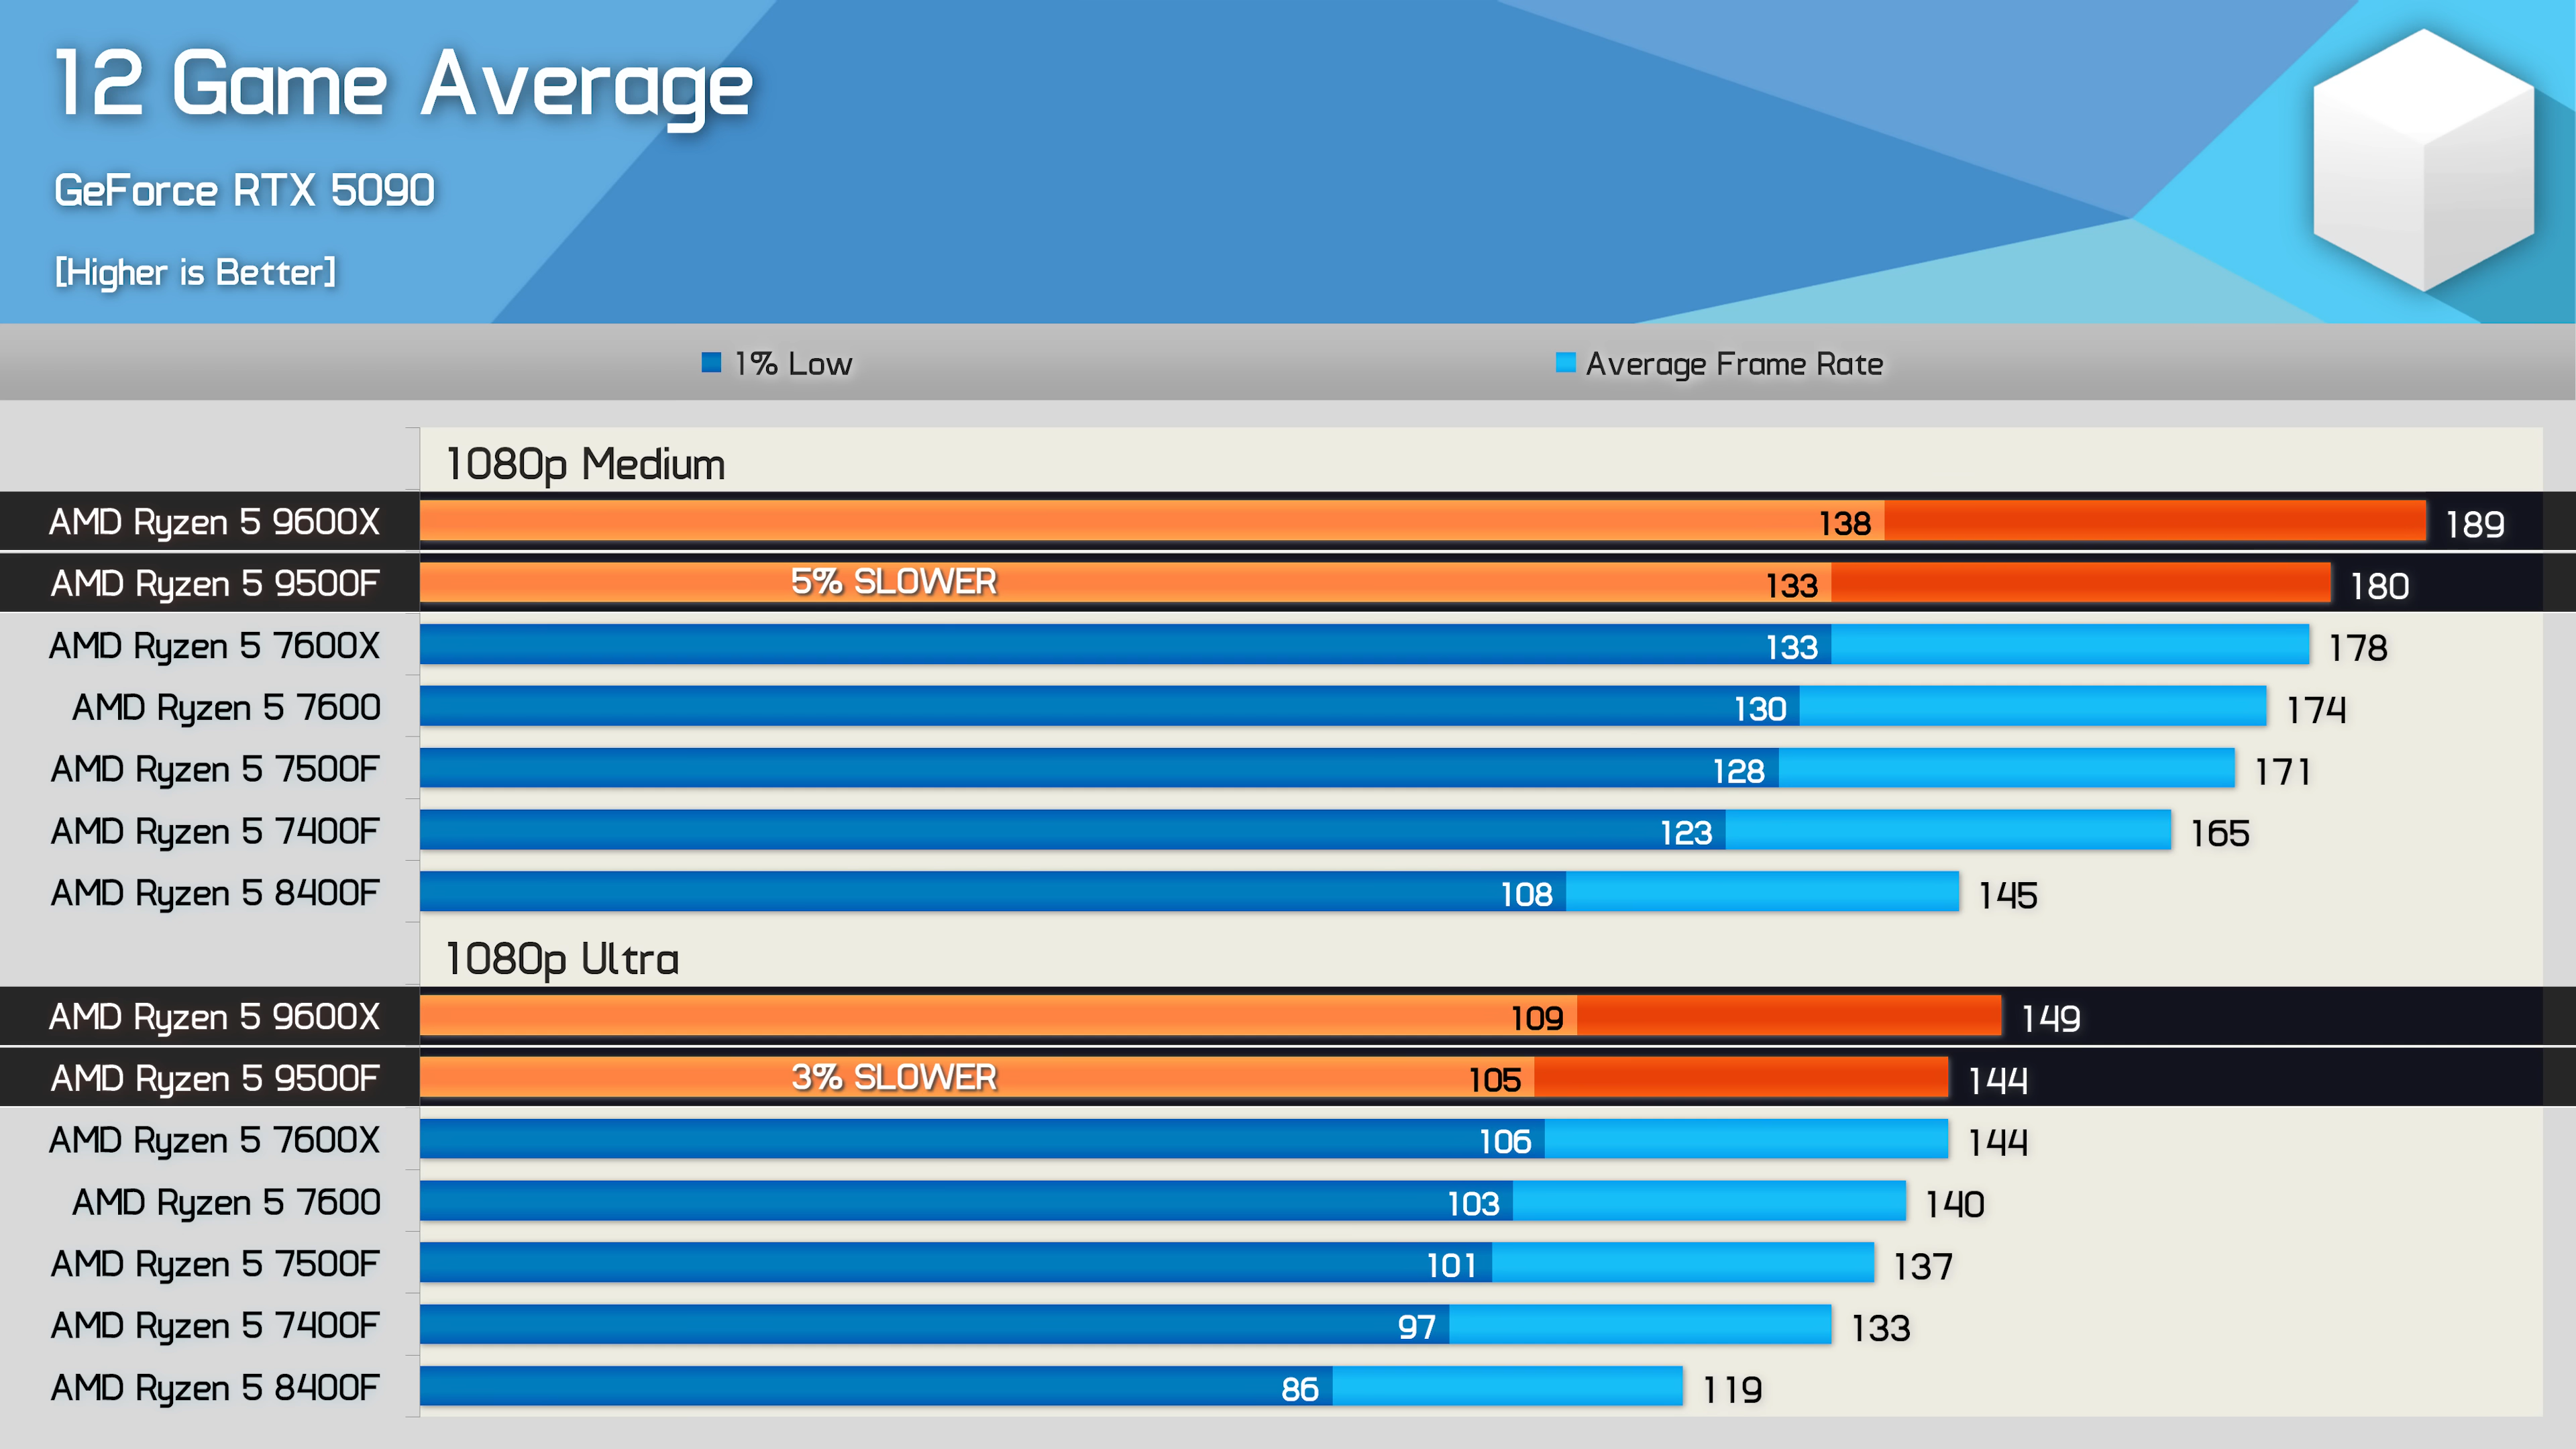 12 Game Average
GeForce RTX 5090
[Higher is Better]
1% Low Average Frame Rate
1080p Medium
AMD Ryzen 5 9600X 138 189
AMD Ryzen 5 9500F 5% SLOWER 133 180
AMD Ryzen 5 7600X 133 178
AMD Ryzen 5 7600 130 174
AMD Ryzen 5 7500F 128 171
AMD Ryzen 5 7400F 123 165
AMD Ryzen 5 8400F 108 145
1080p Ultra
AMD Ryzen 5 9600X 109 149
AMD Ryzen 5 9500F 3% SLOWER 105 144
AMD Ryzen 5 7600X 106 144
AMD Ryzen 5 7600 103 140
AMD Ryzen 5 7500F 101 137
AMD Ryzen 5 7400F 97 133
AMD Ryzen 5 8400F 86 119